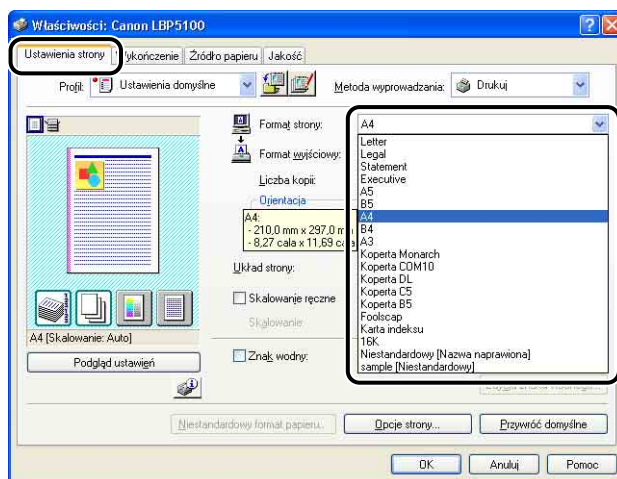 Właściwości: Canon LBP5100
Ustawienia strony Wykończenie Źródło papieru Jakość
Profil: Ustawienia domyślne Metoda wyprowadzania: Drukuj
Format strony: A4
Format wyjściowy:
Liczba kopii:
Orientacja
A4:
- 210,0 mm x 297,0 m
- 8,27 cala x 11,69 ca
Układ strony:
Skalowanie ręczne
Skalowanie
Znak wodny:
Letter
Legal
Statement
Executive
A5
B5
A4
B4
A3
Koperta Monarch
Koperta COM10
Koperta DL
Koperta C5
Koperta B5
Foolscap
Karta indeksu
16K
Niestandardowy [Nazwa naprawiona]
sample [Niestandardowy]
A4 [Skalowanie: Auto]
Podgląd ustawień
Niestandardowy format papieru.. Opcje strony... Przywróć domyślne
OK Anuluj Pomoc